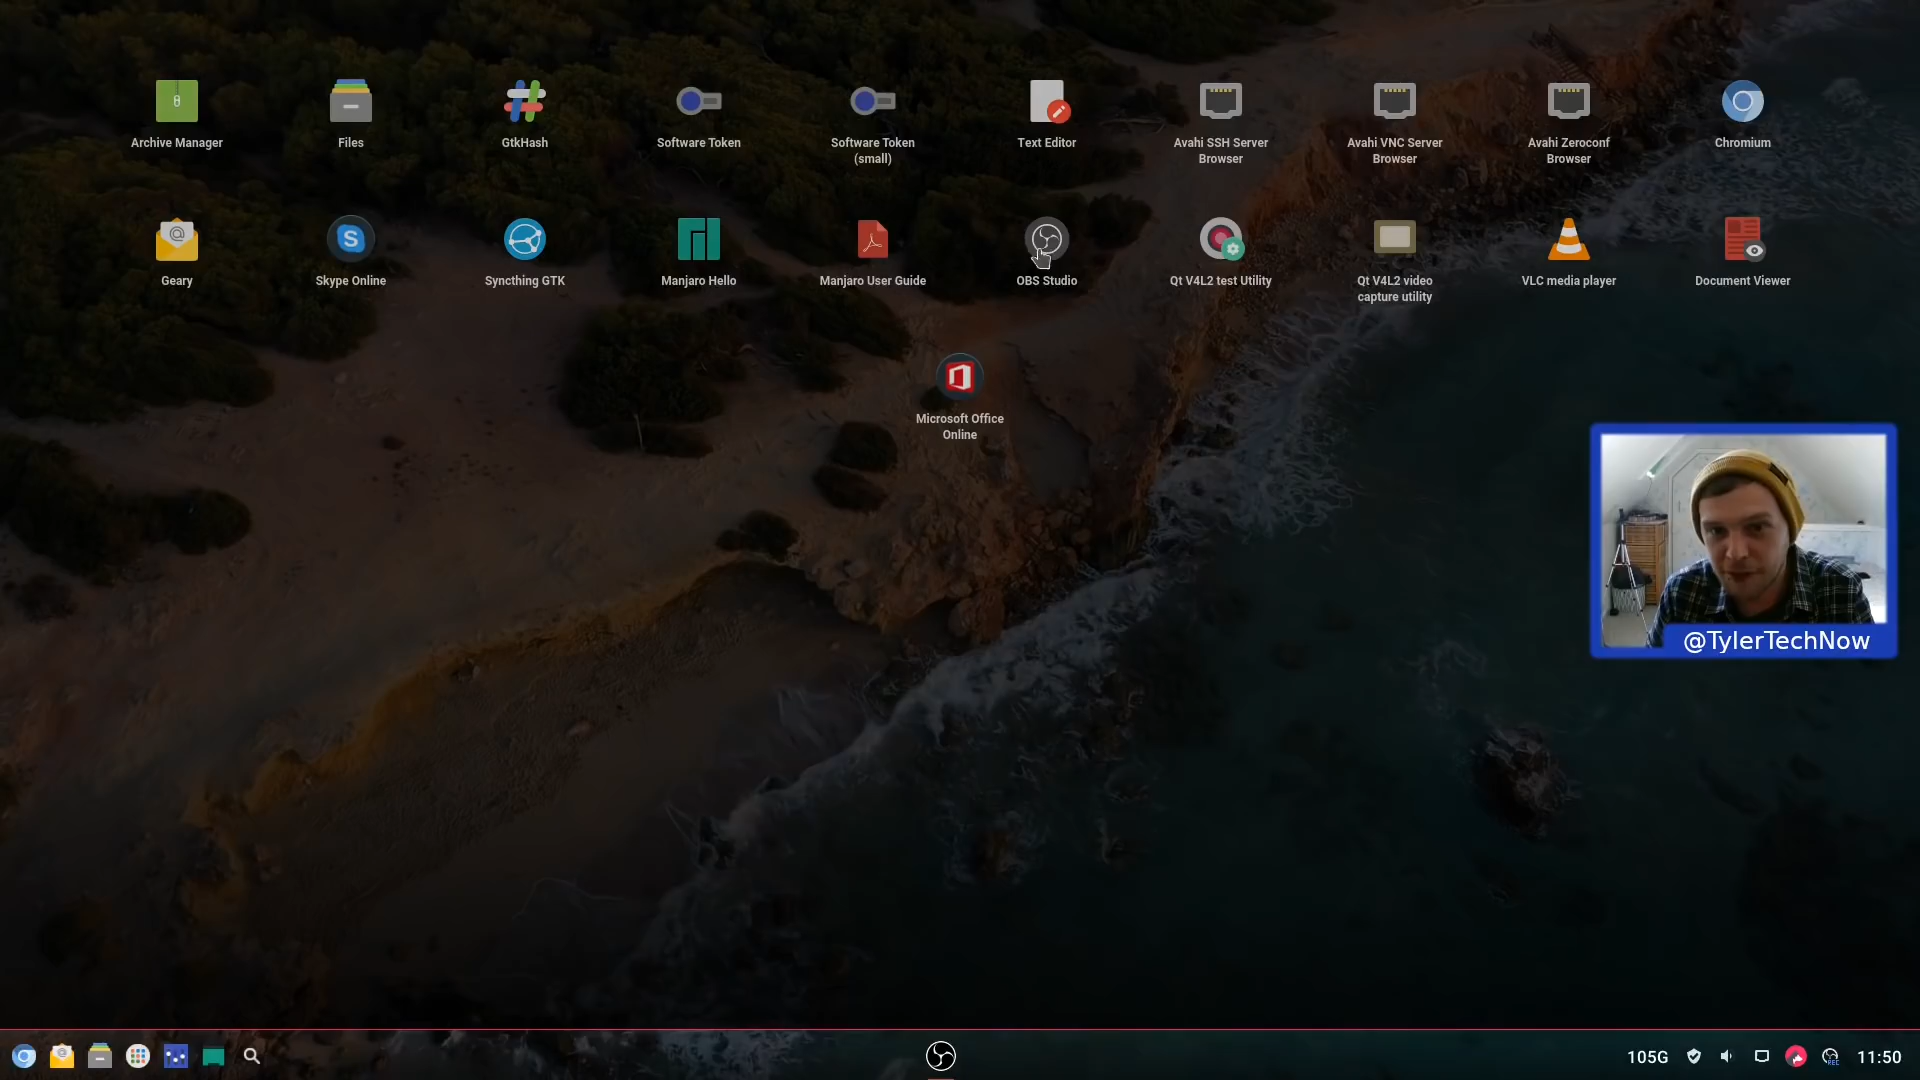 Archive Manager
Files
GtkHash
Software Token
Software Token
(small)
Text Editor
Avahi SSH Server
Browser
Avahi VNC Server
Browser
Avahi Zeroconf
Browser
Chromium
Geary
Skype Online
Syncthing GTK
Manjaro Hello
Manjaro User Guide
OBS Studio
Qt V4L2 test Utility
Qt V4L2 video
capture utility
VLC media player
Document Viewer
Microsoft Office
Online
@TylerTechNow
105G
REC
11:50